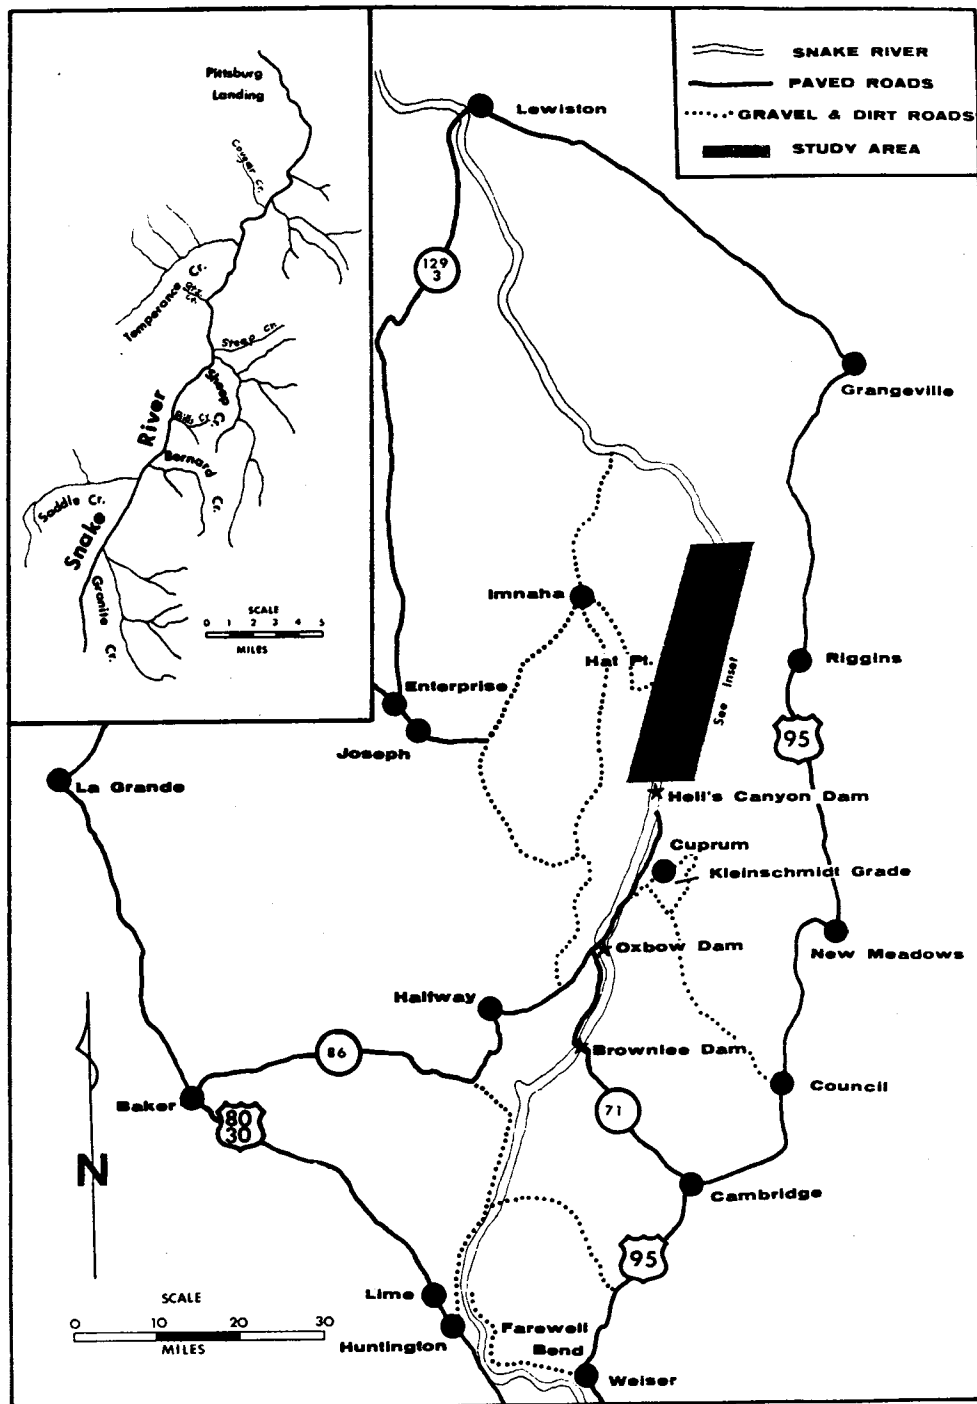 Pittsburg
Landing
Cougar Cr.
Temperance Cr.
Steep Cr.
Sheep Cr.
Bills Cr.
Bernard Cr.
Saddle Cr.
Snake River
Granite Cr.
SCALE
0 1 2 3 4 5
MILES
SNAKE RIVER
PAVED ROADS
GRAVEL & DIRT ROADS
STUDY AREA
Lewiston
129
3
Grangeville
Imnaha
Hat Pt.
See Inset
Riggins
Enterprise
Joseph
95
La Grande
Hell's Canyon Dam
Cuprum
Kleinschmidt Grade
New Meadows
Oxbow Dam
Halfway
86
Brownlee Dam
Council
Baker
80
30
71
Cambridge
N
95
Lime
SCALE
0 10 20 30
MILES
Huntington
Farewell
Bend
Weiser